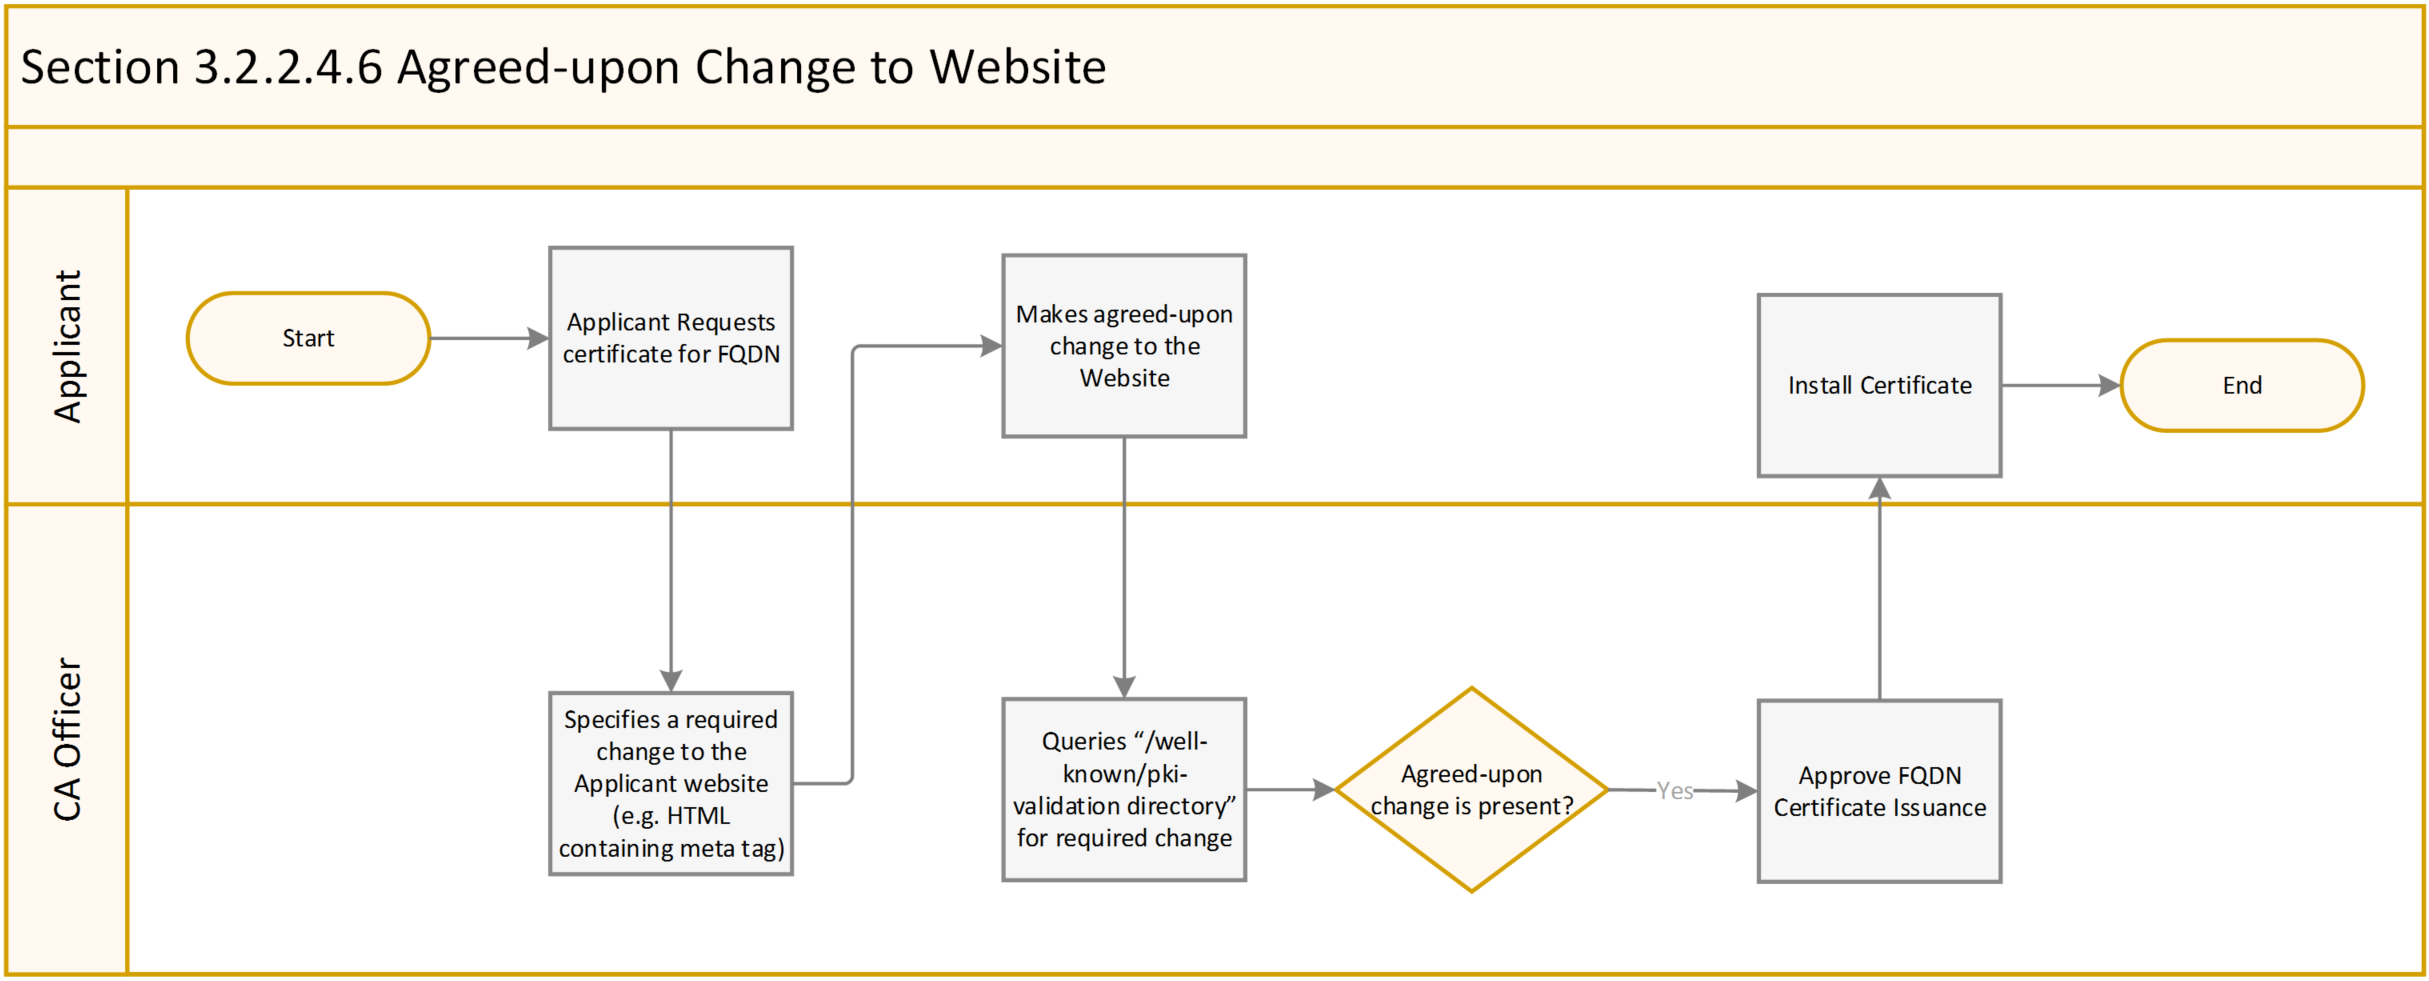 Section 3.2.2.4.6 Agreed-upon Change to Website
Applicant
Start
Applicant Requests
certificate for FQDN
Makes agreed-upon
change to the
Website
Install Certificate
End
CA Officer
Specifies a required
change to the
Applicant website
(e.g. HTML
containing meta tag)
Queries “/well-
known/pki-
validation directory”
for required change
Agreed-upon
change is present?
Yes
Approve FQDN
Certificate Issuance